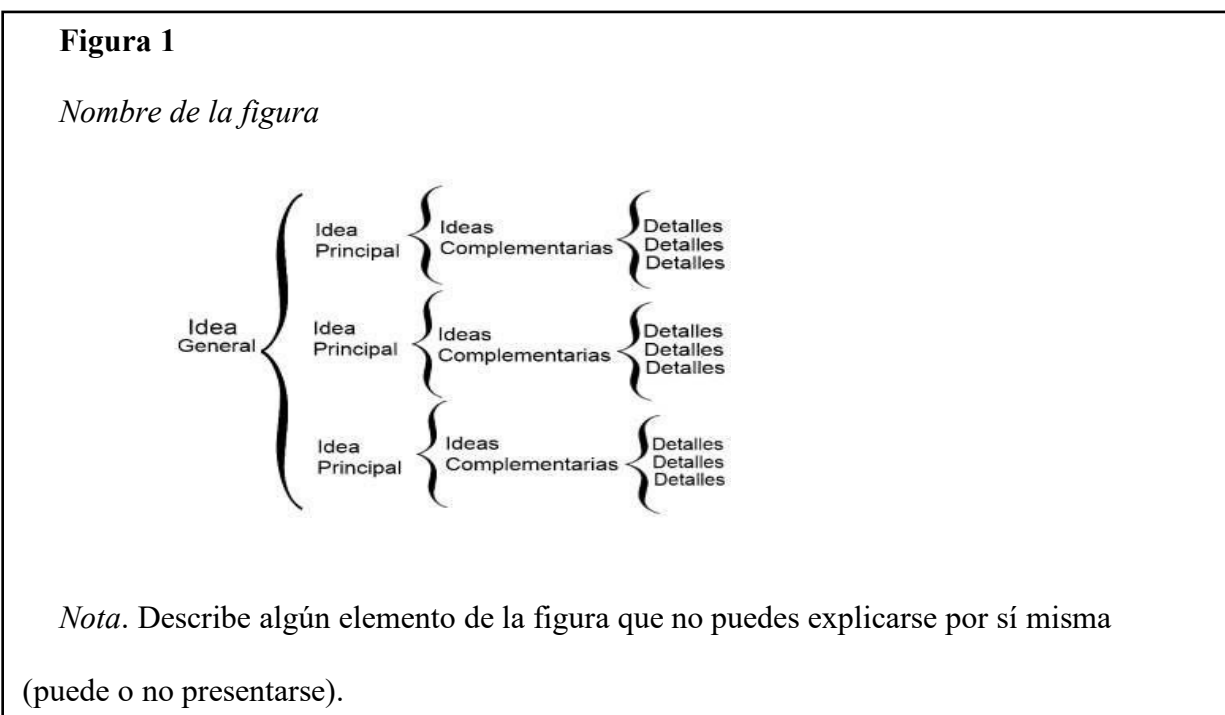 Figura 1
Nombre de la figura
Idea
General
Idea
Principal
Ideas
Complementarias
Detalles
Detalles
Detalles
Idea
Principal
Ideas
Complementarias
Detalles
Detalles
Detalles
Idea
Principal
Ideas
Complementarias
Detalles
Detalles
Detalles
Nota. Describe algún elemento de la figura que no puedes explicarse por sí misma
(puede o no presentarse).